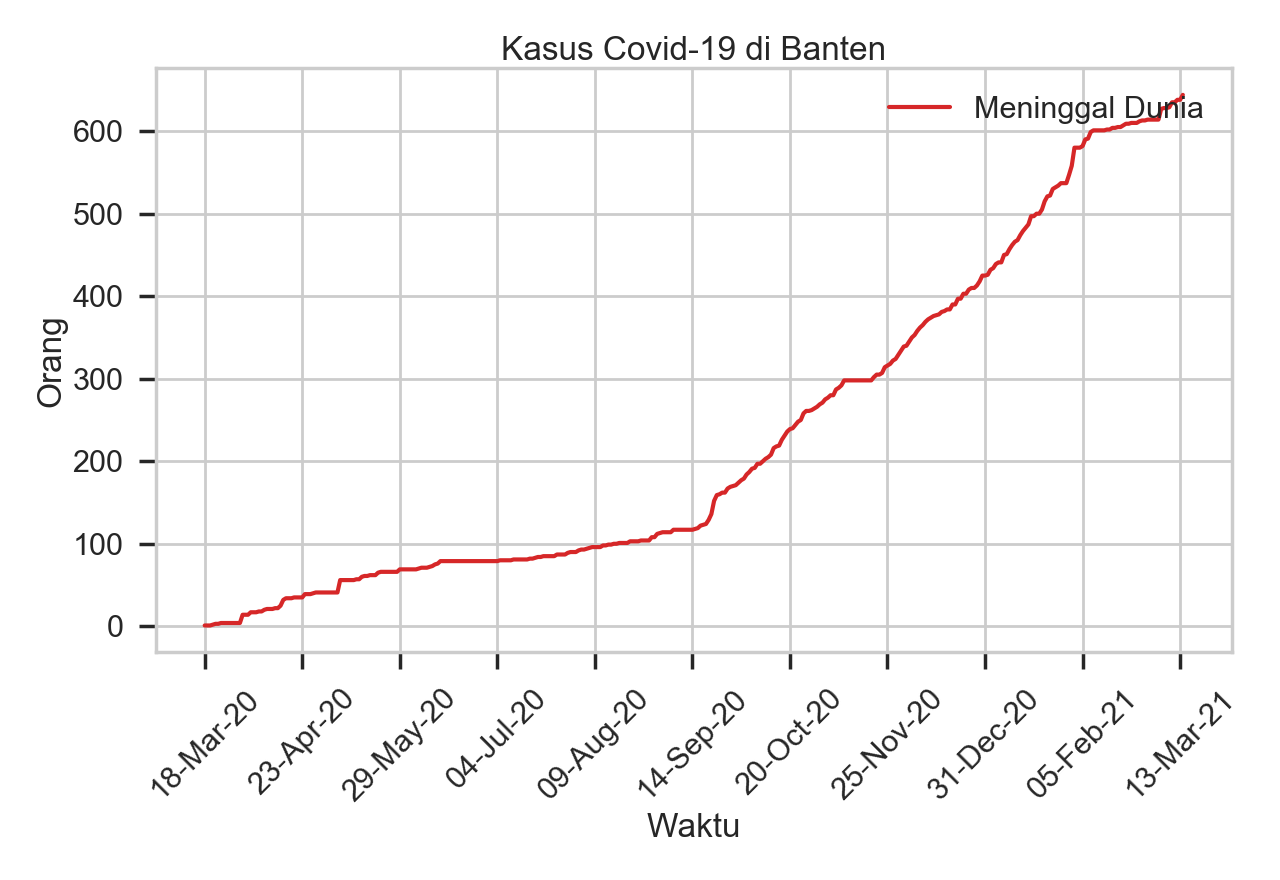 Kasus Covid-19 di Banten
Meninggal Dunia
600
500
400
300
200
100
0
Orang
18-Mar-20
23-Apr-20
29-May-20
04-Jul-20
09-Aug-20
14-Sep-20
20-Oct-20
25-Nov-20
31-Dec-20
05-Feb-21
13-Mar-21
Waktu